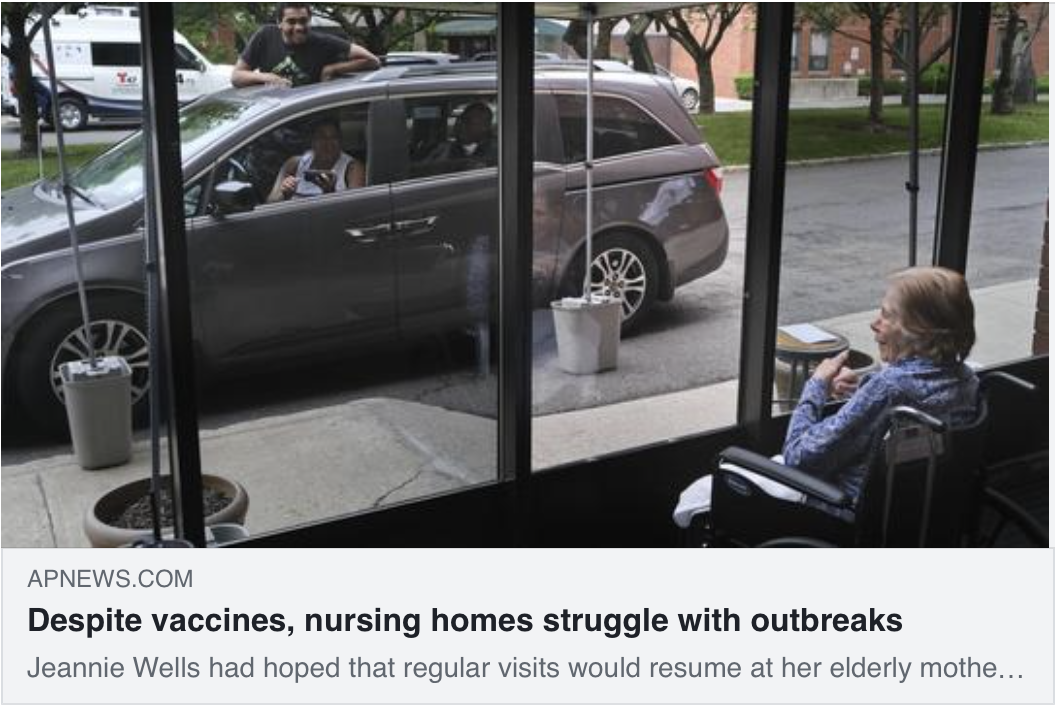 APNEWS.COM
Despite vaccines, nursing homes struggle with outbreaks
Jeannie Wells had hoped that regular visits would resume at her elderly mothe…